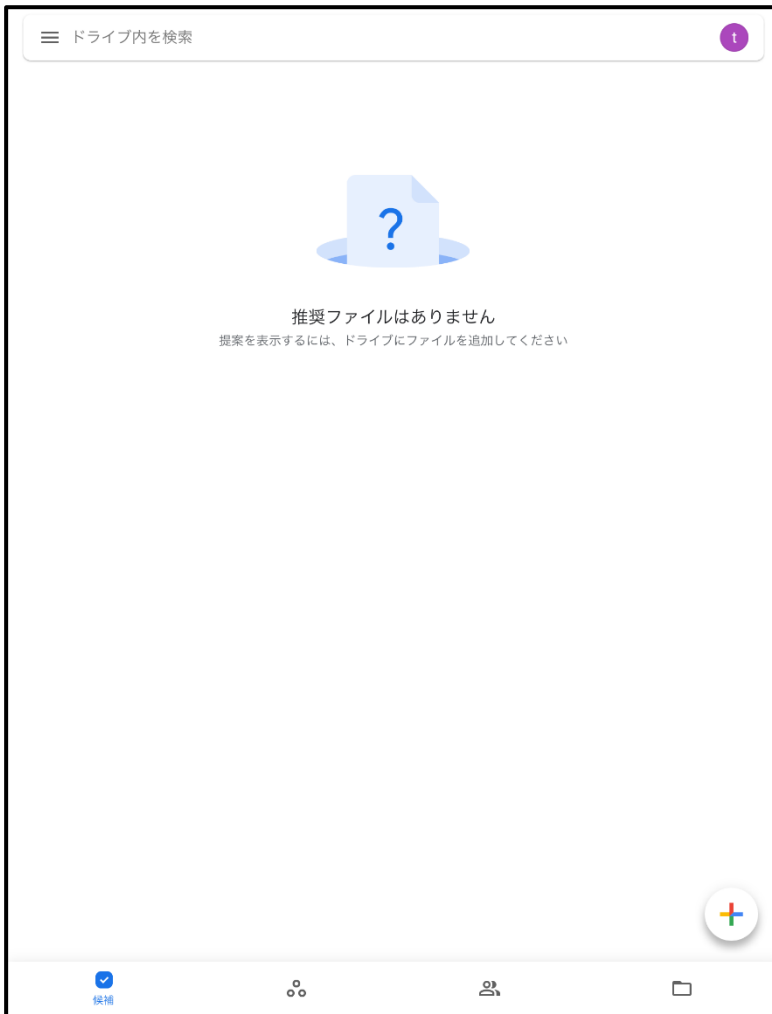 ドライブ内を検索
t
?
推奨ファイルはありません
提案を表示するには、ドライブにファイルを追加してください
候補